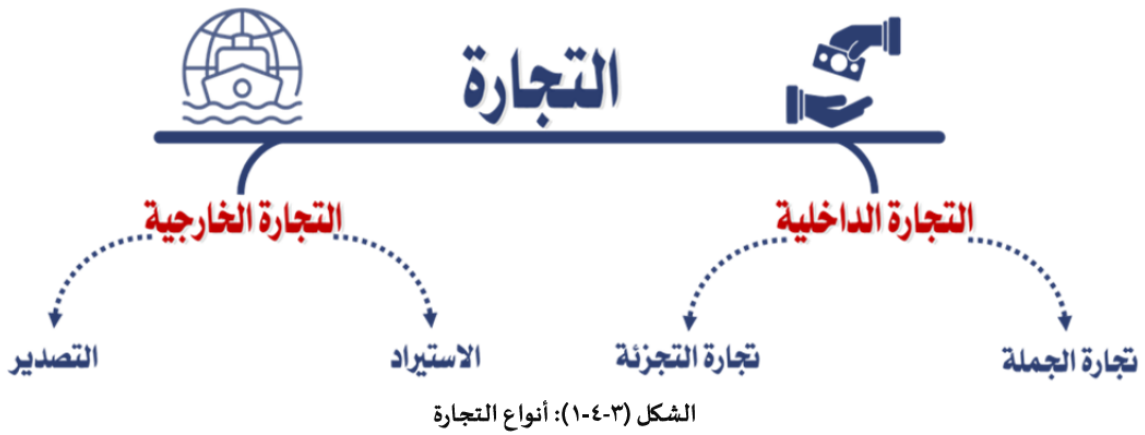 التجارة
التجارة الداخلية
التجارة الخارجية
تجارة الجملة
تجارة التجزئة
الاستيراد
التصدير
الشكل (٣-٤-١): أنواع التجارة